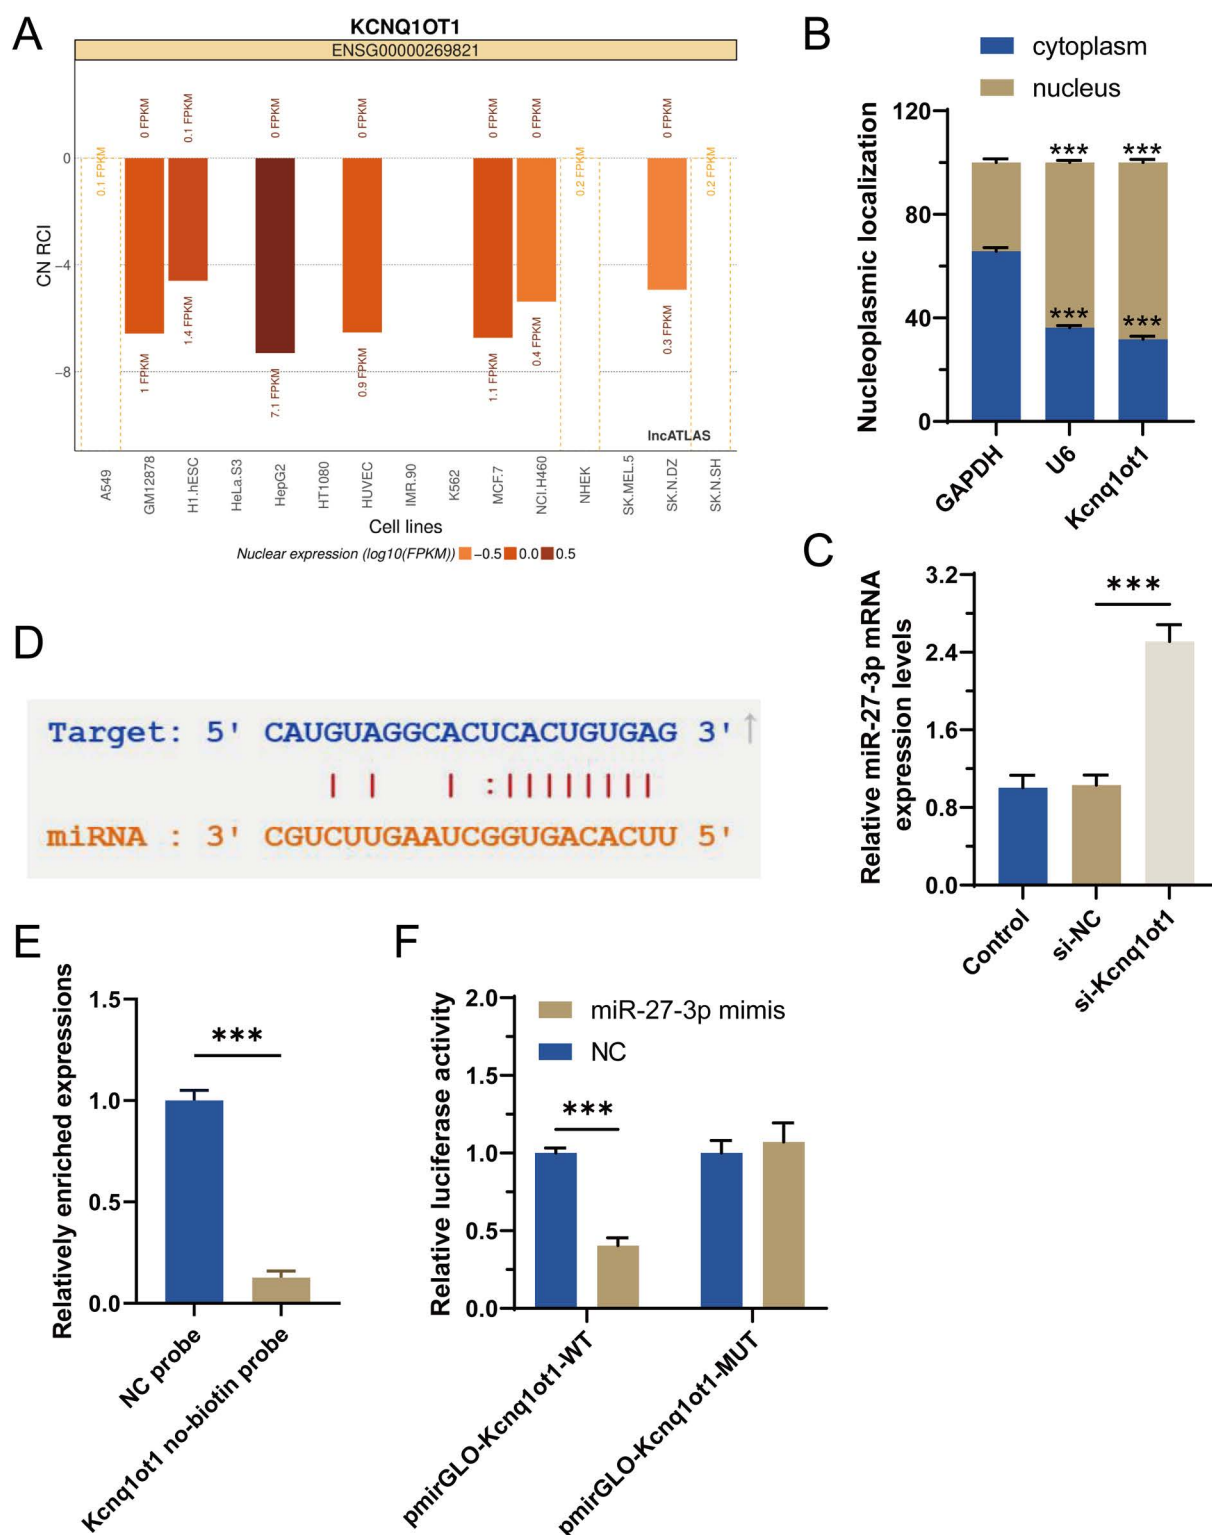 A
KCNQ1OT1
ENSG00000269821
0.1 FPKM
0 FPKM
0.1 FPKM
0 FPKM
0 FPKM
0 FPKM
0 FPKM
0.2 FPKM
0 FPKM
0.2 FPKM
1 FPKM
1.4 FPKM
7.1 FPKM
0.9 FPKM
1.1 FPKM
0.4 FPKM
0.3 FPKM
0
−4
−8
CN RCI
lncATLAS
A549
GM12878
H1.hESC
HeLa.S3
HepG2
HT1080
HUVEC
IMR.90
K562
MCF.7
NCI.H460
NHEK
SK.MEL.5
SK.N.DZ
SK.N.SH
Cell lines
Nuclear expression (log10(FPKM)) −0.5 0.0 0.5
B
cytoplasm
nucleus
Nucleoplasmic localization
120
80
40
0
*** ***
*** ***
GAPDH
U6
Kcnq1ot1
C
Relative miR-27-3p mRNA
expression levels
3.2
2.4
1.6
0.8
0.0
***
Control
si-NC
si-Kcnq1ot1
D
Target: 5' CAUGUAGGCACUCACUGUGAG 3'
| | | :||||||||
miRNA : 3' CGUCUUGAAUCGGUGACACUU 5'
E
Relatively enriched expressions
1.5
1.0
0.5
0.0
***
NC probe
Kcnq1ot1 no-biotin probe
F
Relative luciferase activity
2.0
1.5
1.0
0.5
0.0
miR-27-3p mimis
NC
***
pmirGLO-Kcnq1ot1-WT
pmirGLO-Kcnq1ot1-MUT